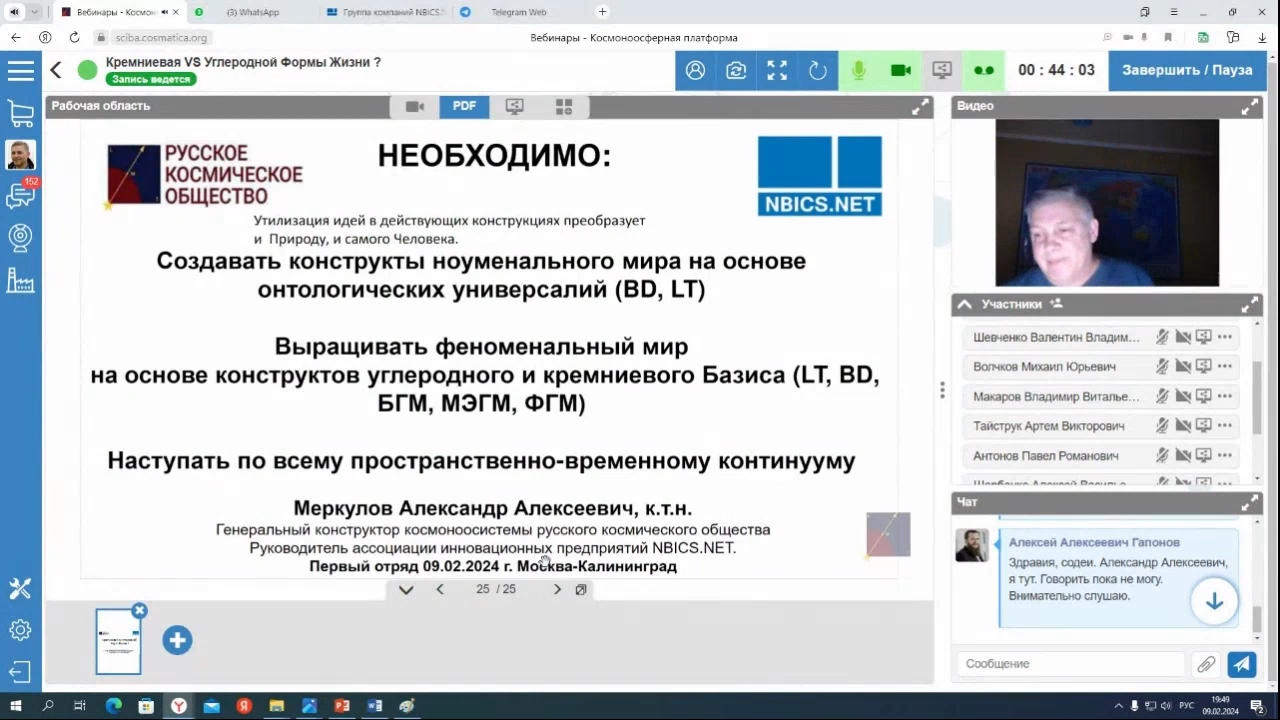 Вебинары - Космоно
(3) WhatsApp
Группа компаний NBICS.
Telegram Web
sciba.cosmatica.org
Вебинары - Космоноосферная платформа
Кремниевая VS Углеродной Формы Жизни ?
Запись ведется
00 : 44 : 03
Завершить / Пауза
Рабочая область
PDF
Видео
152
РУССКОЕ
КОСМИЧЕСКОЕ
ОБЩЕСТВО
НЕОБХОДИМО:
NBICS.NET
Утилизация идей в действующих конструкциях преобразует
и Природу, и самого Человека.
Создавать конструкты ноуменального мира на основе
онтологических универсалий (BD, LT)
Выращивать феноменальный мир
на основе конструктов углеродного и кремниевого Базиса (LT, BD,
БГМ, МЭГМ, ФГМ)
Наступать по всему пространственно-временному континууму
Меркулов Александр Алексеевич, к.т.н.
Генеральный конструктор космоноосистемы русского космического общества
Руководитель ассоциации инновационных предприятий NBICS.NET.
Первый отряд 09.02.2024 г. Москва-Калининград
25 / 25
Участники
Шевченко Валентин Владим...
Волчков Михаил Юрьевич
Макаров Владимир Виталье...
Тайструк Артем Викторович
Антонов Павел Романович
Чат
Алексей Алексеевич Гапонов
Здравия, содеи. Александр Алексеевич,
я тут. Говорить пока не могу.
Внимательно слушаю.
Сообщение
РУС
19:49
09.02.2024